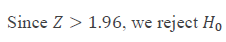 Since Z > 1.96, we reject H₀